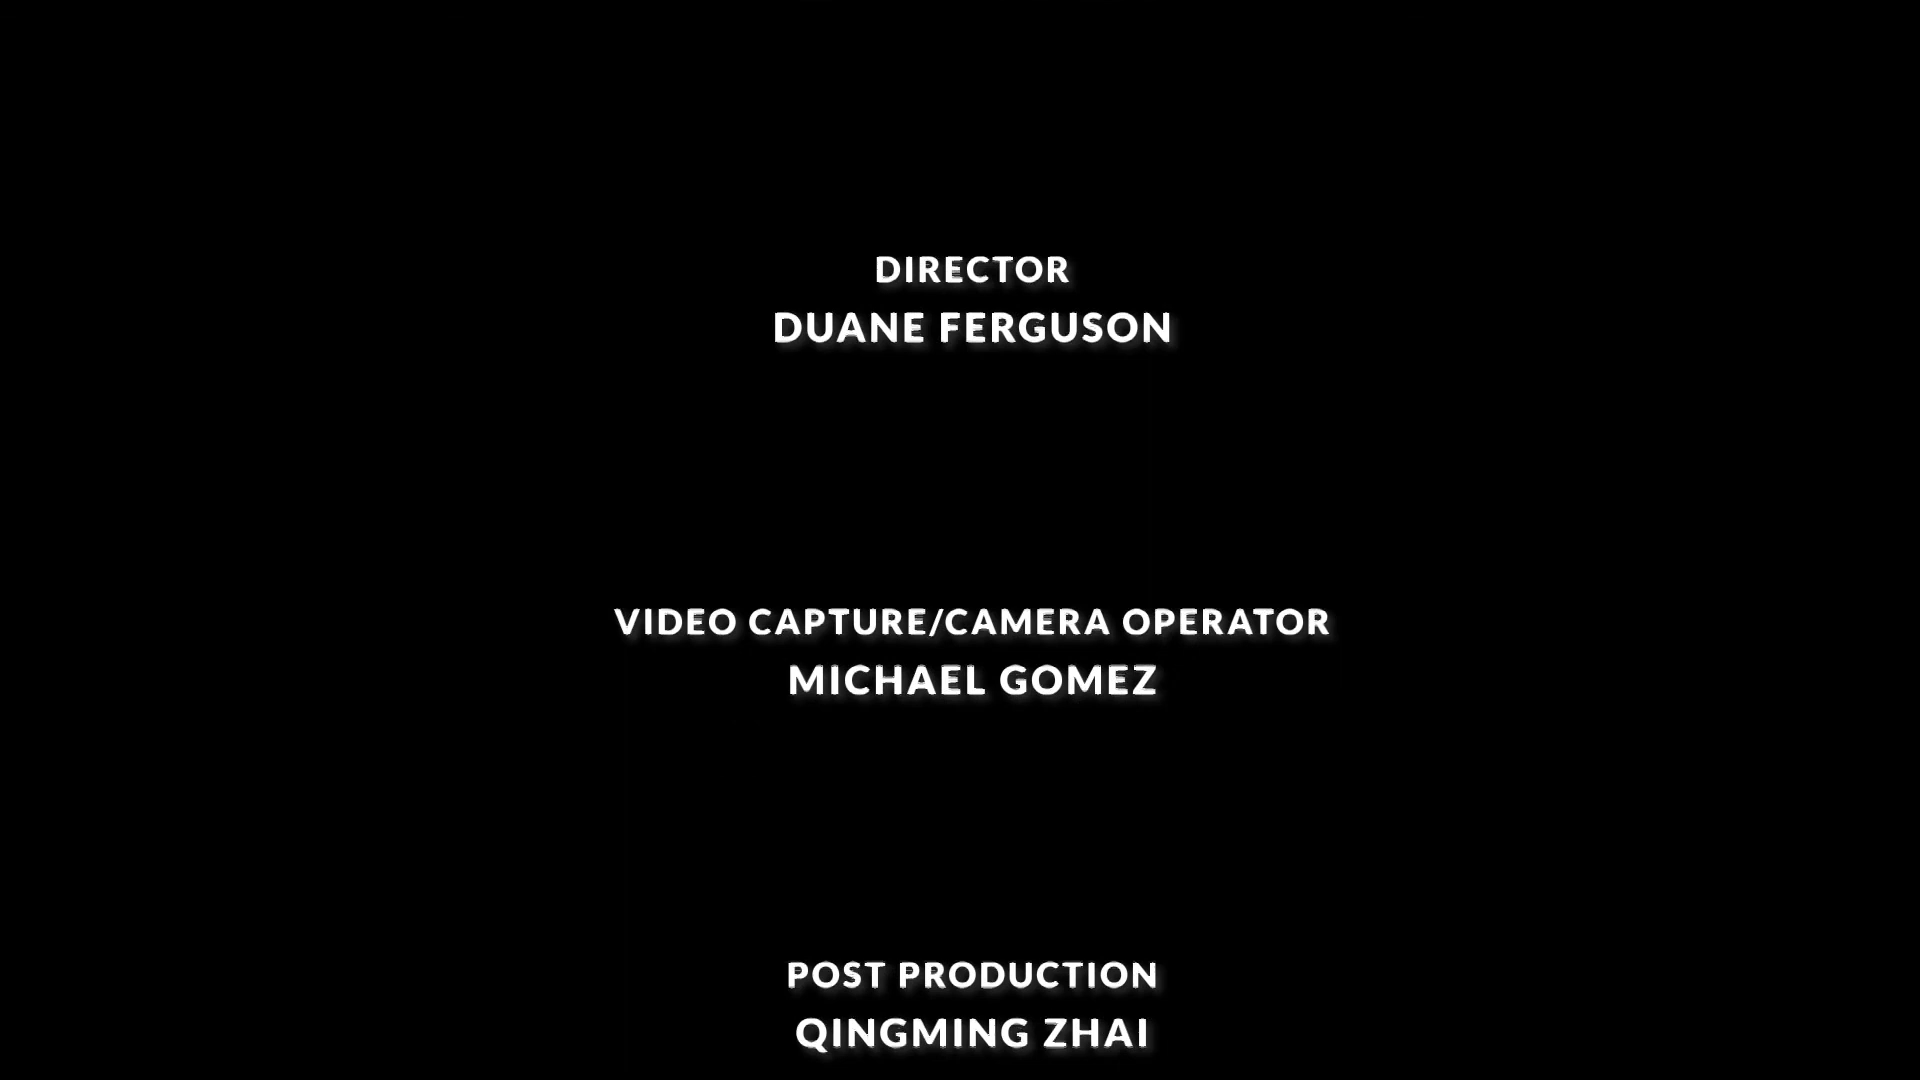 DIRECTOR
DUANE FERGUSON
VIDEO CAPTURE/CAMERA OPERATOR
MICHAEL GOMEZ
POST PRODUCTION
QINGMING ZHAI